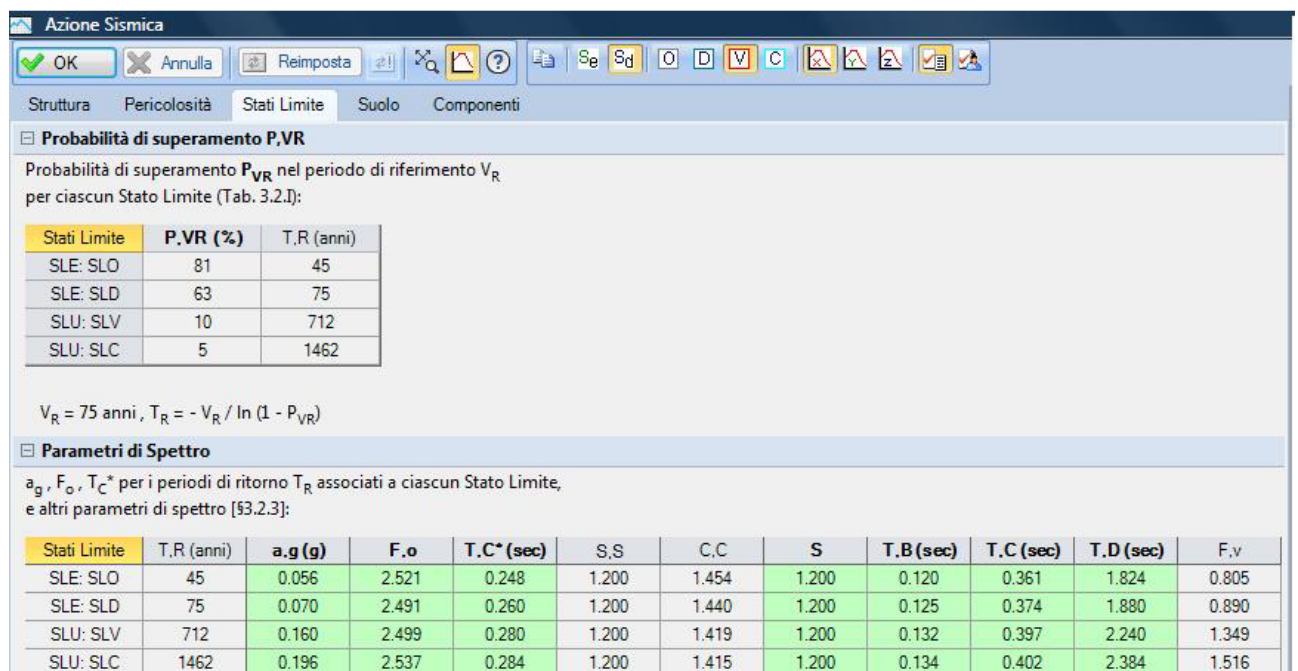 Azione Sismica
OK Annulla Reimposta Se Sd O D V C X Y Z
Struttura Pericolosità Stati Limite Suolo Componenti
Probabilità di superamento P,VR
Probabilità di superamento PVR nel periodo di riferimento VR
per ciascun Stato Limite (Tab. 3.2.I):
Stati Limite P,VR (%) T,R (anni)
SLE: SLO 81 45
SLE: SLD 63 75
SLU: SLV 10 712
SLU: SLC 5 1462
VR = 75 anni , TR = - VR / ln (1 - PVR)
Parametri di Spettro
ag , Fo , TC* per i periodi di ritorno TR associati a ciascun Stato Limite,
e altri parametri di spettro [§3.2.3]:
Stati Limite T,R (anni) a,g (g) F,o T,C* (sec) S,S C,C S T,B (sec) T,C (sec) T,D (sec) F,v
SLE: SLO 45 0.056 2.521 0.248 1.200 1.454 1.200 0.120 0.361 1.824 0.805
SLE: SLD 75 0.070 2.491 0.260 1.200 1.440 1.200 0.125 0.374 1.880 0.890
SLU: SLV 712 0.160 2.499 0.280 1.200 1.419 1.200 0.132 0.397 2.240 1.349
SLU: SLC 1462 0.196 2.537 0.284 1.200 1.415 1.200 0.134 0.402 2.384 1.516